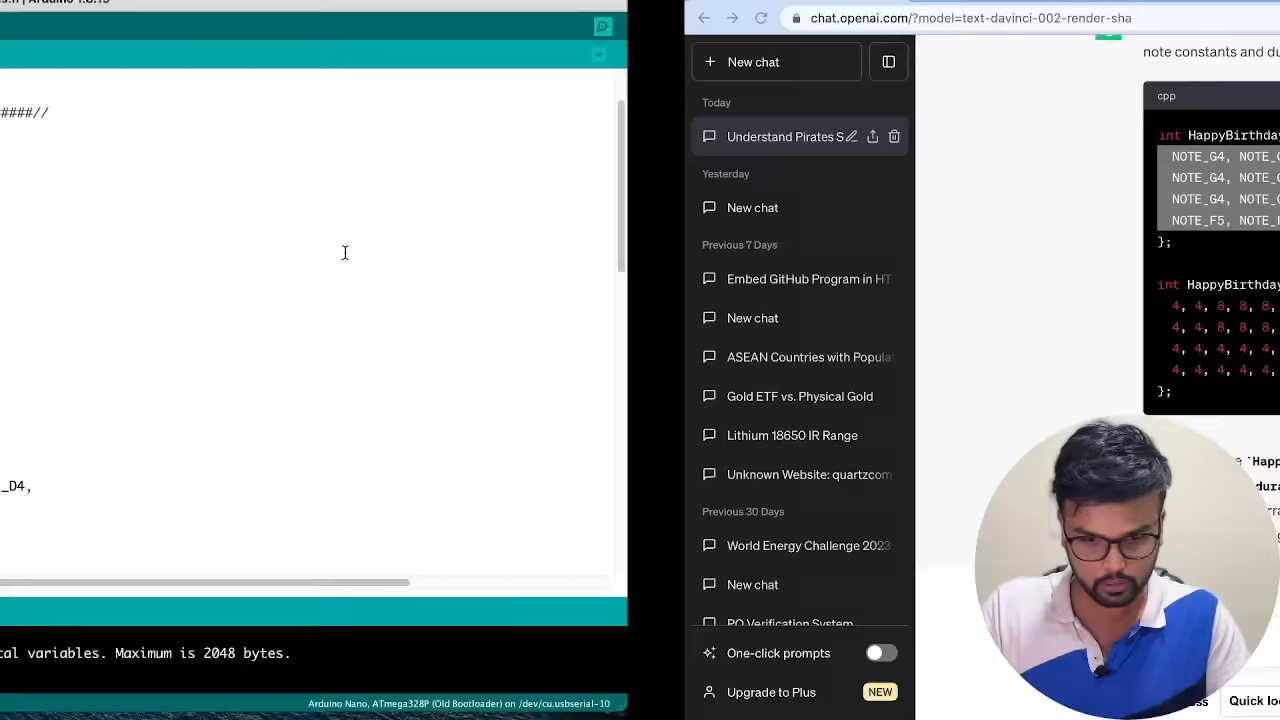 Arduino 1.8.15
#####//
_D4,
cal variables. Maximum is 2048 bytes.
Arduino Nano, ATmega328P (Old Bootloader) on /dev/cu.usbserial-10
chat.openai.com/?model=text-davinci-002-render-sha
New chat
Today
Understand Pirates S
Yesterday
New chat
Previous 7 Days
Embed GitHub Program in HT
New chat
ASEAN Countries with Popula
Gold ETF vs. Physical Gold
Lithium 18650 IR Range
Unknown Website: quartzcom
Previous 30 Days
World Energy Challenge 2023
New chat
PO Verification System
One-click prompts
Upgrade to Plus NEW
note constants and du
cpp
int HappyBirthday
NOTE_G4, NOTE_
NOTE_G4, NOTE_
NOTE_G4, NOTE_
NOTE_F5, NOTE_F
};
int HappyBirthday
4, 4, 8, 8, 8,
4, 4, 8, 8, 8,
4, 4, 4, 4, 4,
4, 4, 4, 4, 4,
};
`Happ
dura
Quick lo